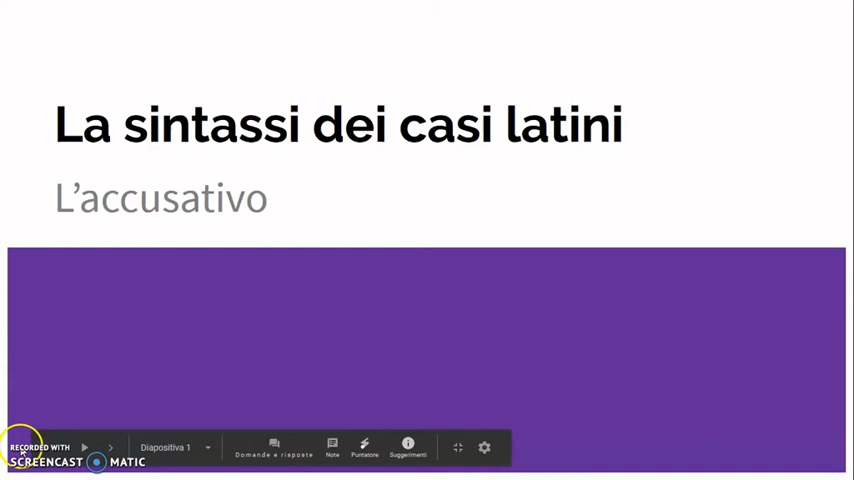 La sintassi dei casi latini
L'accusativo
RECORDED WITH
SCREENCAST MATIC
Diapositiva 1
Domande e risposte
Note
Puntatore
Suggerimenti